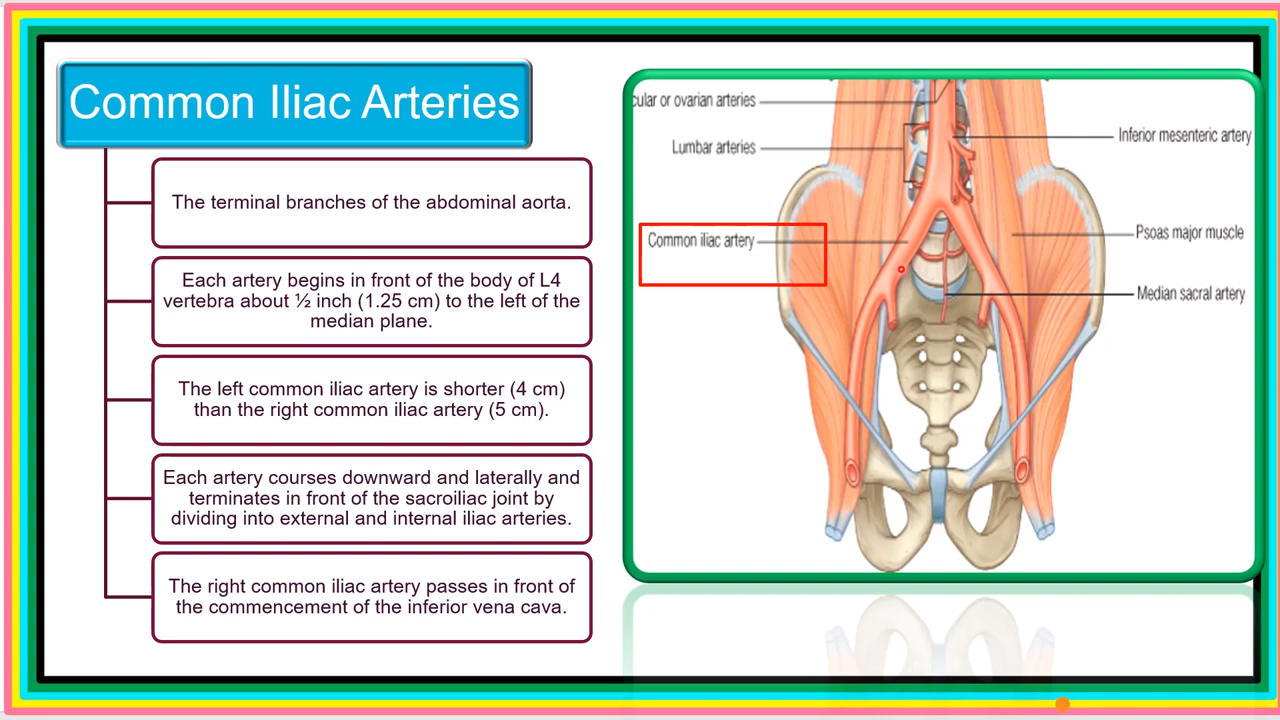 Common Iliac Arteries
The terminal branches of the abdominal aorta.
Each artery begins in front of the body of L4
vertebra about ½ inch (1.25 cm) to the left of the
median plane.
The left common iliac artery is shorter (4 cm)
than the right common iliac artery (5 cm).
Each artery courses downward and laterally and
terminates in front of the sacroiliac joint by
dividing into external and internal iliac arteries.
The right common iliac artery passes in front of
the commencement of the inferior vena cava.
cular or ovarian arteries
Lumbar arteries
Common iliac artery
Inferior mesenteric artery
Psoas major muscle
Median sacral artery